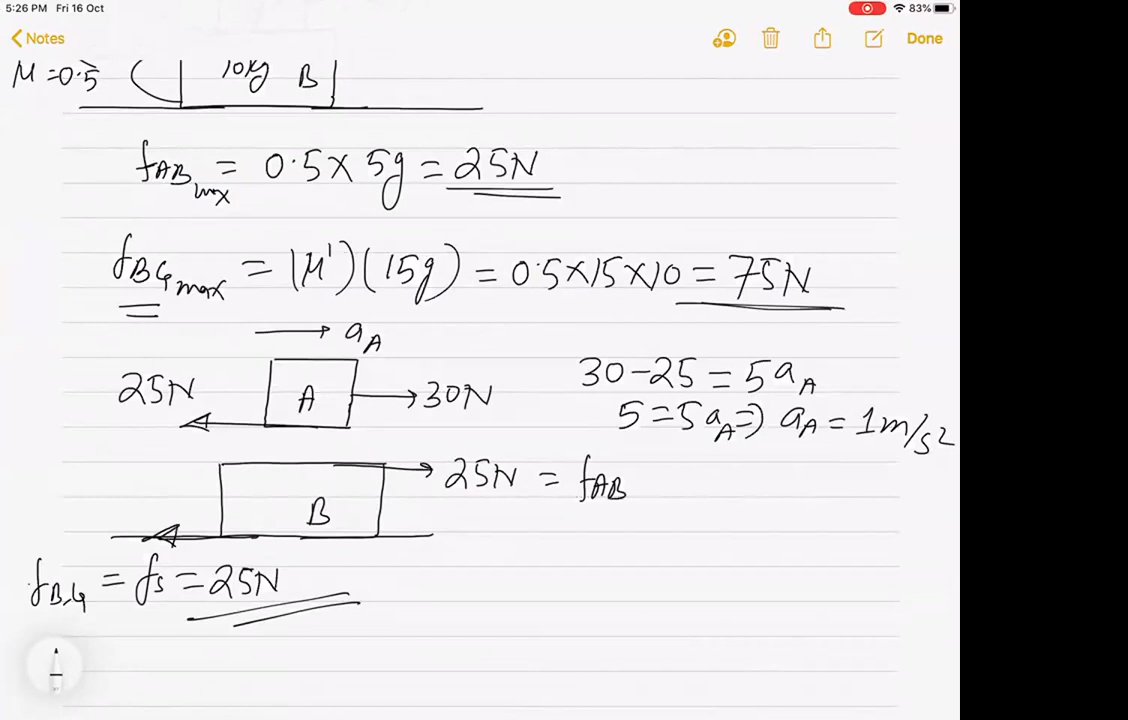 5:26 PM Fri 16 Oct
83%
Notes
Done
μ = 0.5
10kg B
fAB max = 0.5 × 5g = 25N
fBG max = (μ')(15g) = 0.5×15×10 = 75N
aA
25N A 30N
30-25 = 5aA
5 = 5aA ⇒ aA = 1m/s²
25N = fAB
B
fBG = fs = 25N